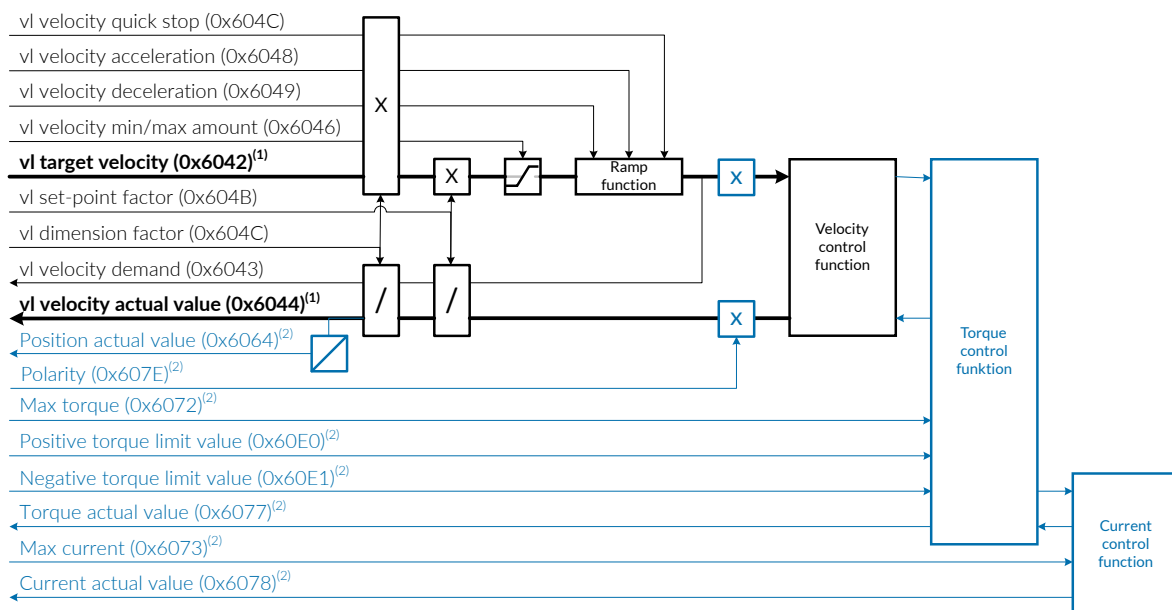 vl velocity quick stop (0x604C)
vl velocity acceleration (0x6048)
vl velocity deceleration (0x6049)
vl velocity min/max amount (0x6046)
vl target velocity (0x6042)(1)
vl set-point factor (0x604B)
vl dimension factor (0x604C)
vl velocity demand (0x6043)
vl velocity actual value (0x6044)(1)
Position actual value (0x6064)(2)
Polarity (0x607E)(2)
Max torque (0x6072)(2)
Positive torque limit value (0x60E0)(2)
Negative torque limit value (0x60E1)(2)
Torque actual value (0x6077)(2)
Max current (0x6073)(2)
Current actual value (0x6078)(2)
X
X
/
/
Ramp
function
X
X
Velocity
control
function
Torque
control
funktion
Current
control
function